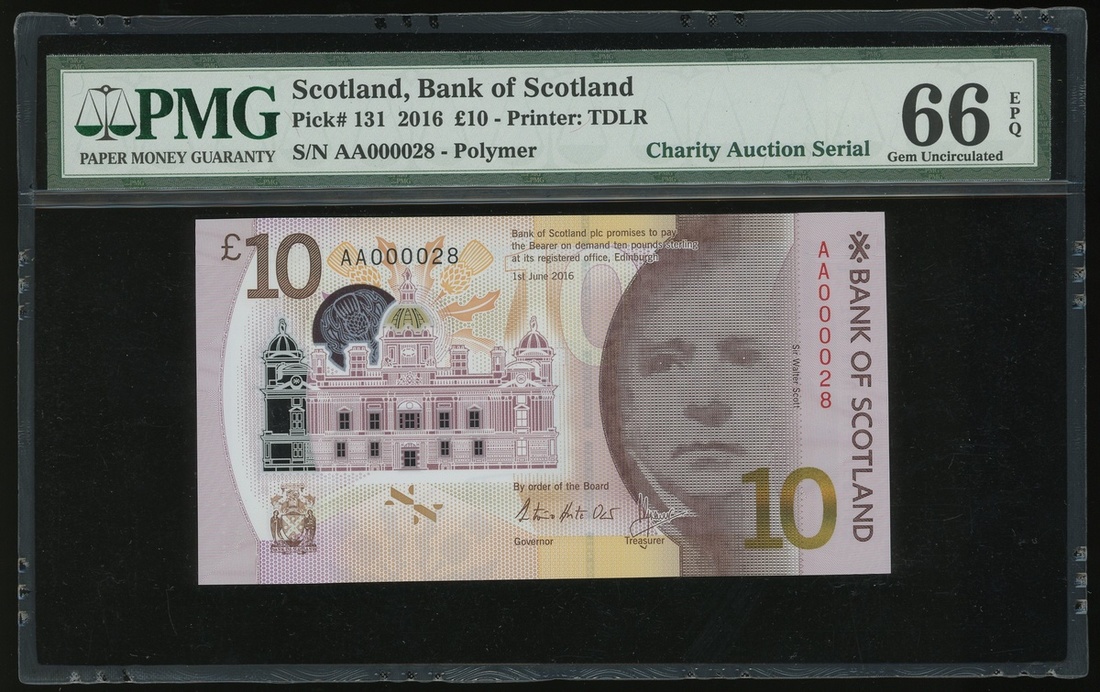 PMG
PAPER MONEY GUARANTY
Scotland, Bank of Scotland
Pick# 131 2016 £10 - Printer: TDLR
S/N AA000028 - Polymer
Charity Auction Serial
66
EPQ
Gem Uncirculated
£10
AA000028
Bank of Scotland plc promises to pay
the Bearer on demand ten pounds sterling
at its registered office, Edinburgh
1st June 2016
By order of the Board
Governor
Treasurer
Sir Walter Scott
AA000028
BANK OF SCOTLAND
10